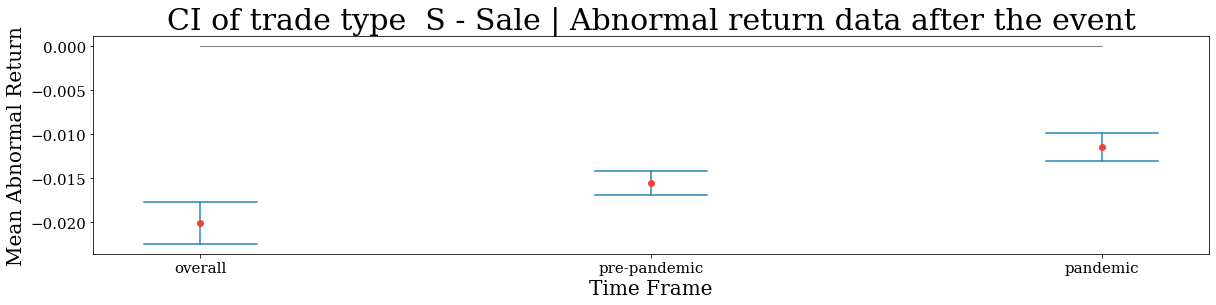 CI of trade type  S - Sale | Abnormal return data after the event
Mean Abnormal Return
0.000
−0.005
−0.010
−0.015
−0.020
overall pre-pandemic pandemic
Time Frame